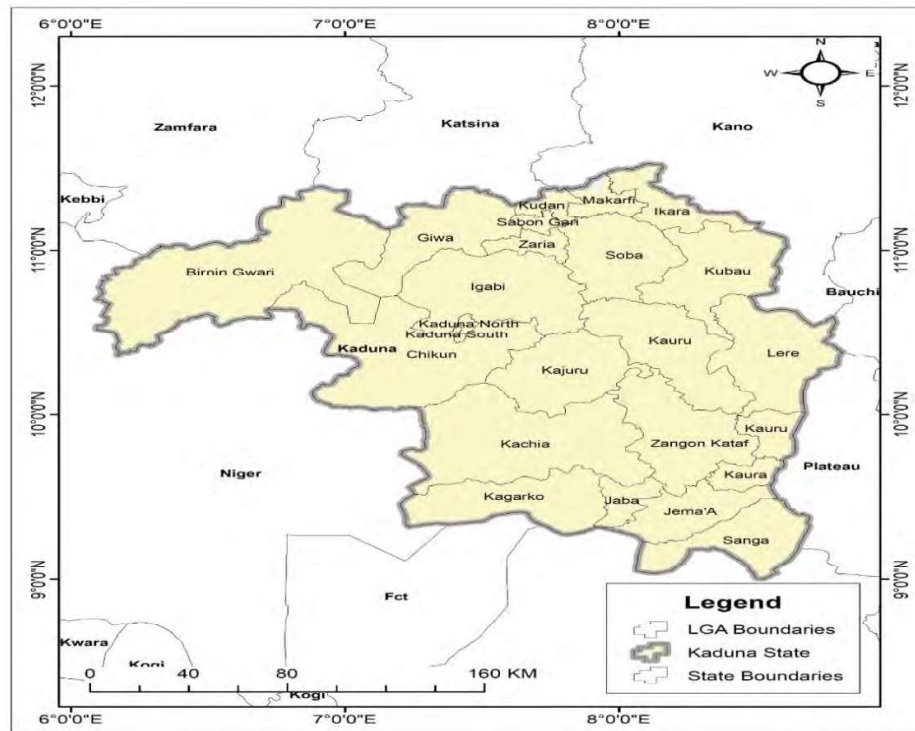 6°0'0"E 7°0'0"E 8°0'0"E
N
W E
S
12°0'0"N 12°0'0"N
Zamfara Katsina Kano
Kebbi
Kudan Makarfi
Ikara
Sabon Gari
Giwa Zaria
11°0'0"N 11°0'0"N
Soba
Birnin Gwari Kubau
Igabi
Bauchi
Kaduna North
Kaduna South
Kaduna Kauru Lere
Chikun
Kajuru
10°0'0"N 10°0'0"N
Kauru
Kachia Zangon Kataf
Niger Kaura Plateau
Kagarko Jaba
Jema'A
Sanga
9°0'0"N 9°0'0"N
Fct
Legend
LGA Boundaries
Kaduna State
State Boundaries
Kwara
Kogi
0 80 160 KM
Kogi
6°0'0"E 7°0'0"E 8°0'0"E